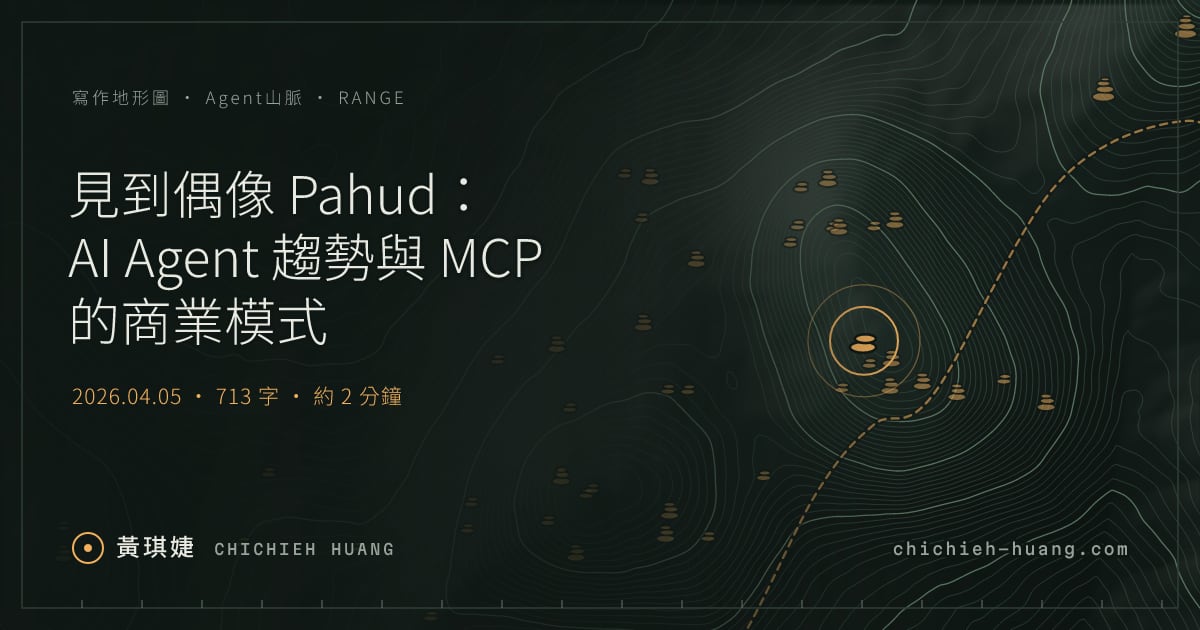 寫作地形圖 · Agent山脈 · RANGE
見到偶像 Pahud：
AI Agent 趨勢與 MCP
的商業模式
2026.04.05 · 713 字 · 約 2 分鐘
黃琪婕 CHICHIEH HUANG
chichieh-huang.com